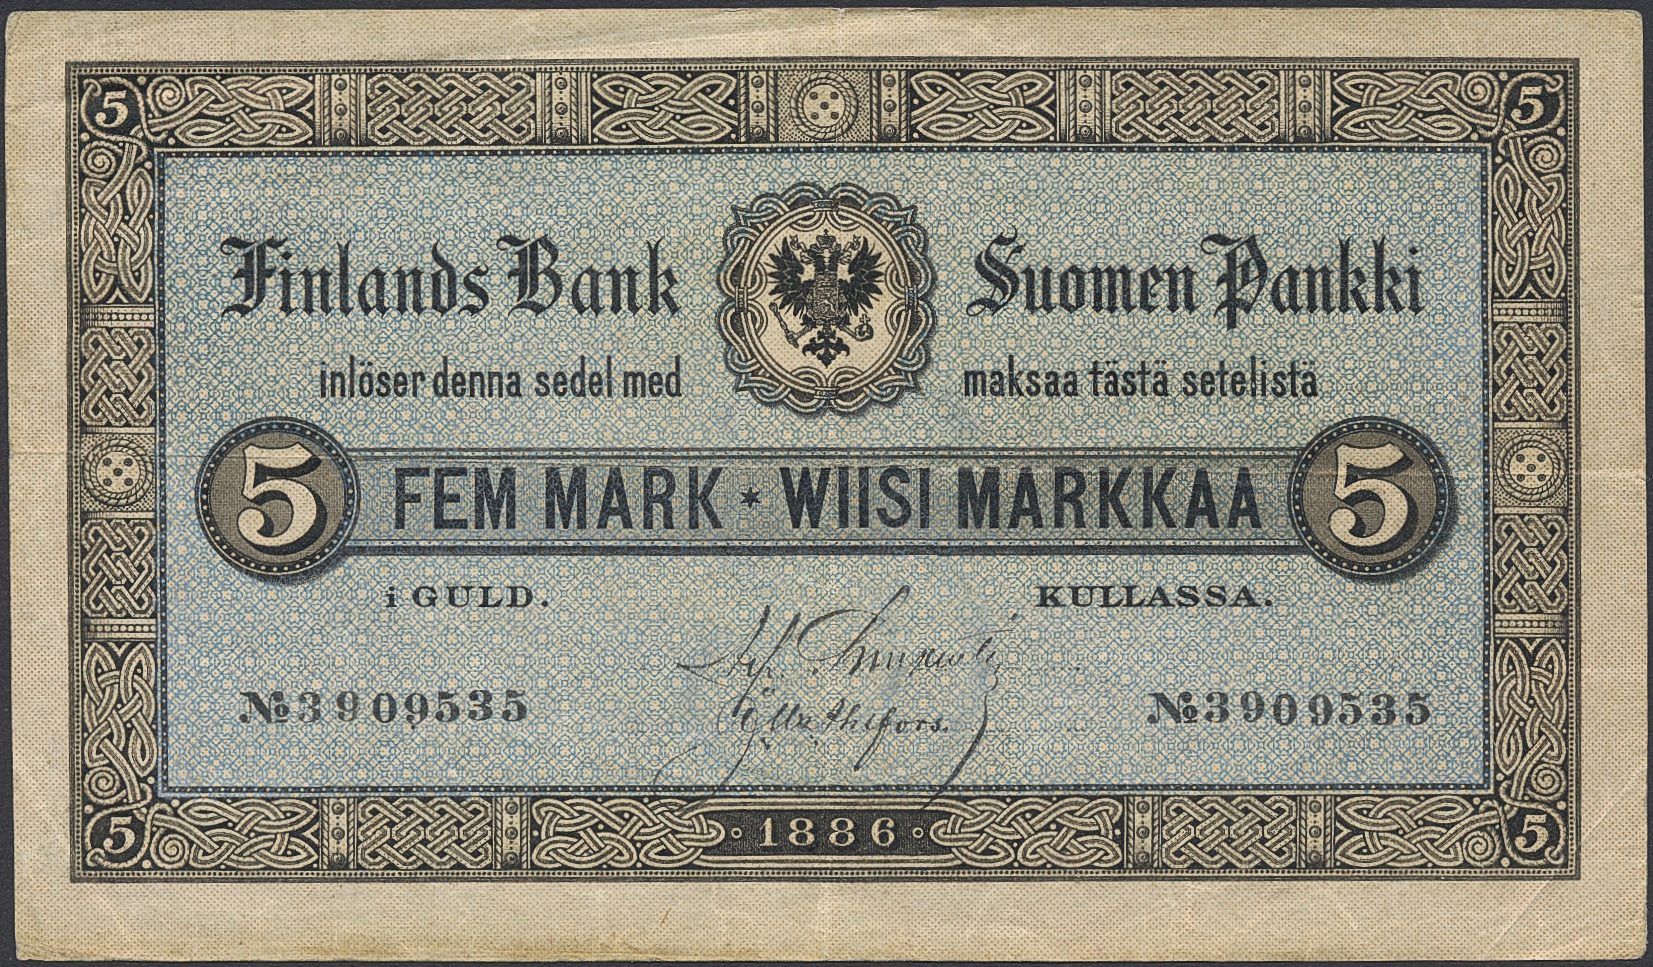 5 5
Finlands Bank Suomen Pankki
inlöser denna sedel med maksaa tästä setelistä
5 FEM MARK * WIISI MARKKAA 5
i GULD. KULLASSA.
№3909535 №3909535
5 1886 5